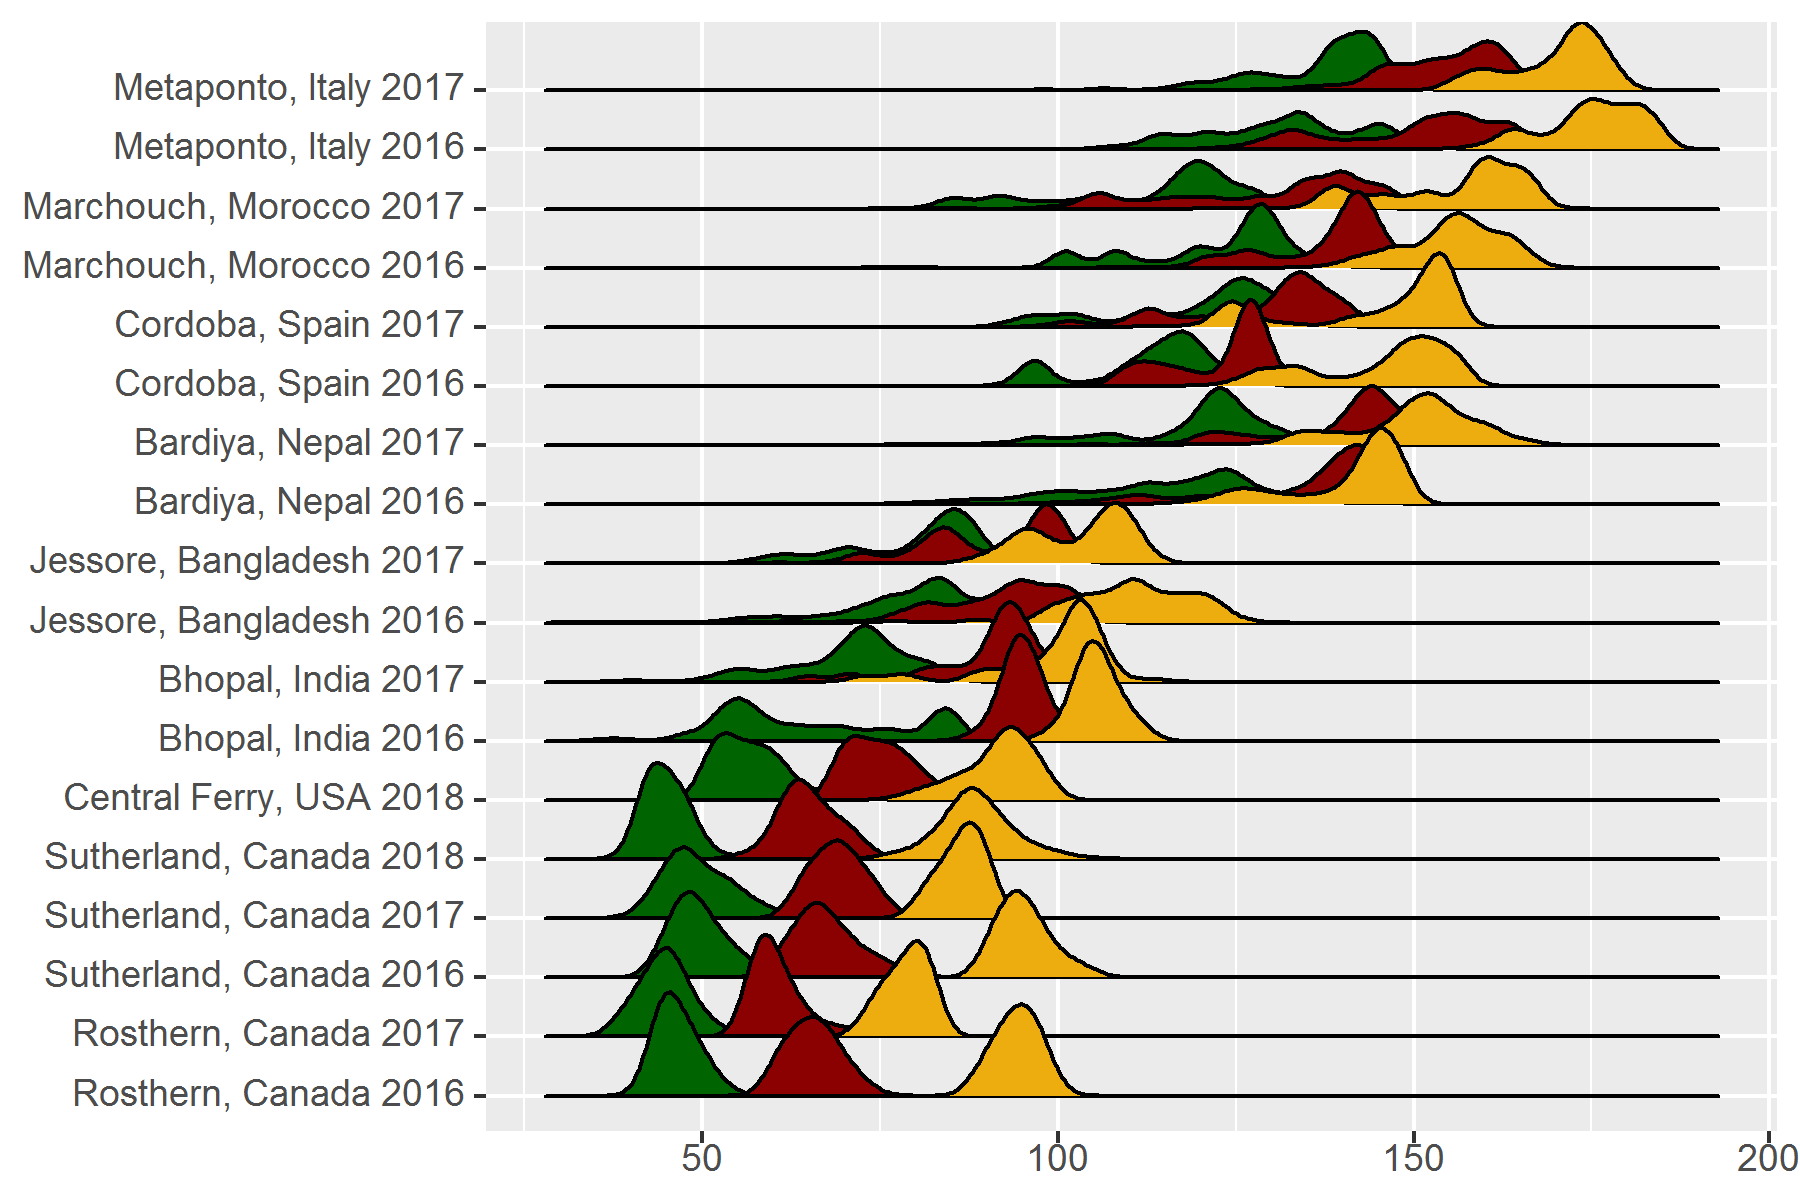 Metaponto, Italy 2017
Metaponto, Italy 2016
Marchouch, Morocco 2017
Marchouch, Morocco 2016
Cordoba, Spain 2017
Cordoba, Spain 2016
Bardiya, Nepal 2017
Bardiya, Nepal 2016
Jessore, Bangladesh 2017
Jessore, Bangladesh 2016
Bhopal, India 2017
Bhopal, India 2016
Central Ferry, USA 2018
Sutherland, Canada 2018
Sutherland, Canada 2017
Sutherland, Canada 2016
Rosthern, Canada 2017
Rosthern, Canada 2016
50 100 150 200